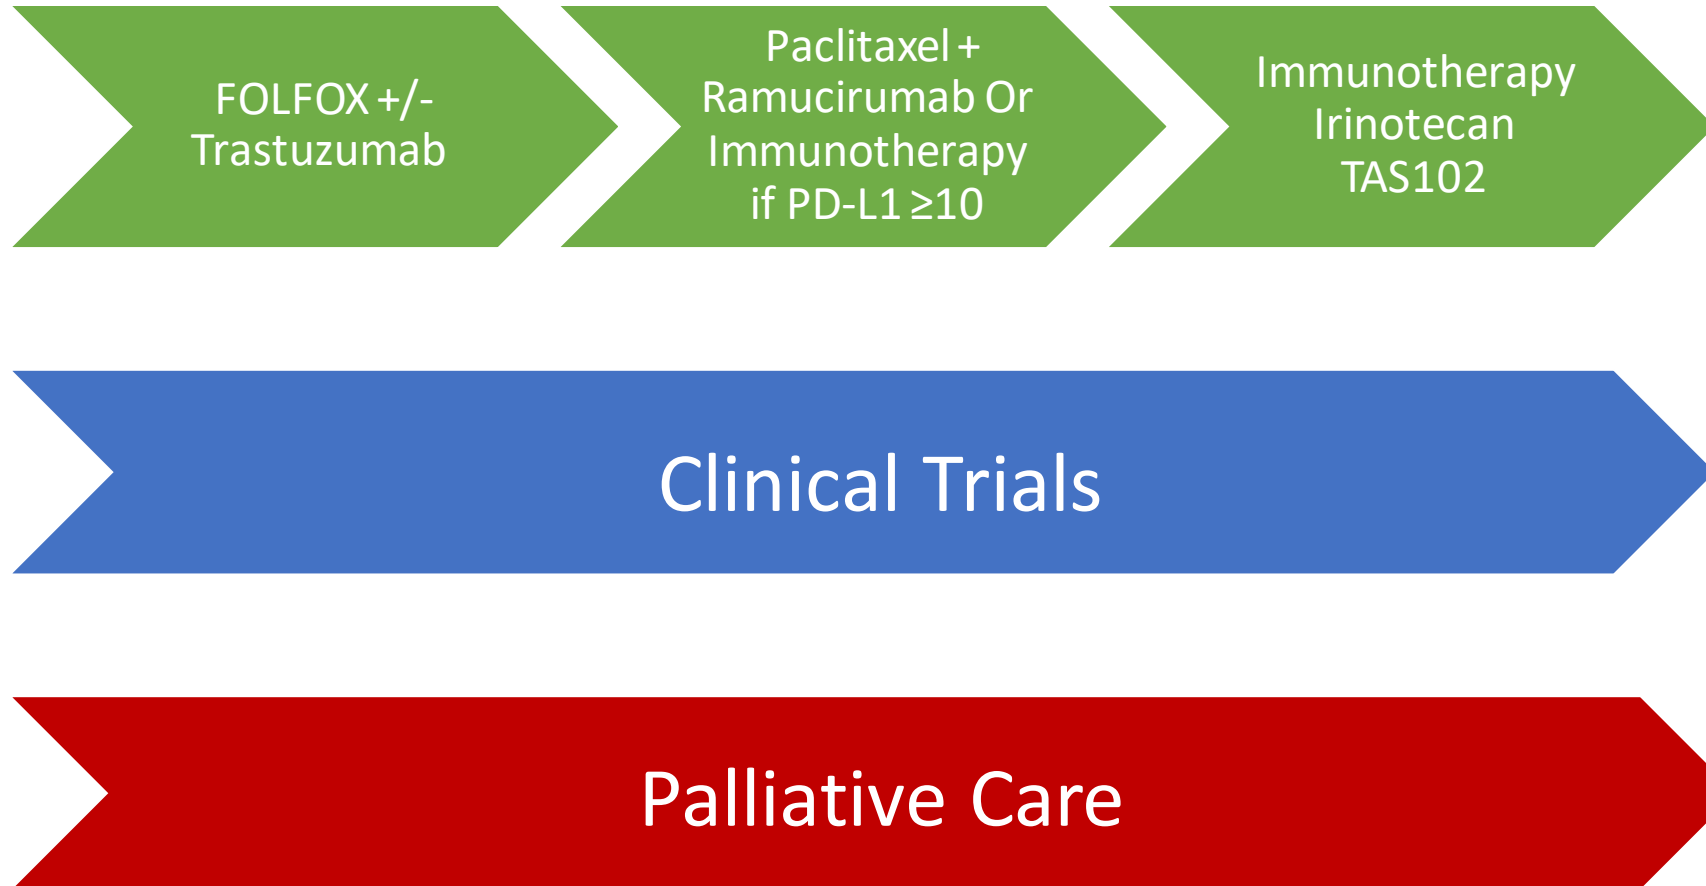 FOLFOX +/-
Trastuzumab
Paclitaxel +
Ramucirumab Or
Immunotherapy
if PD-L1 ≥10
Immunotherapy
Irinotecan
TAS102
Clinical Trials
Palliative Care